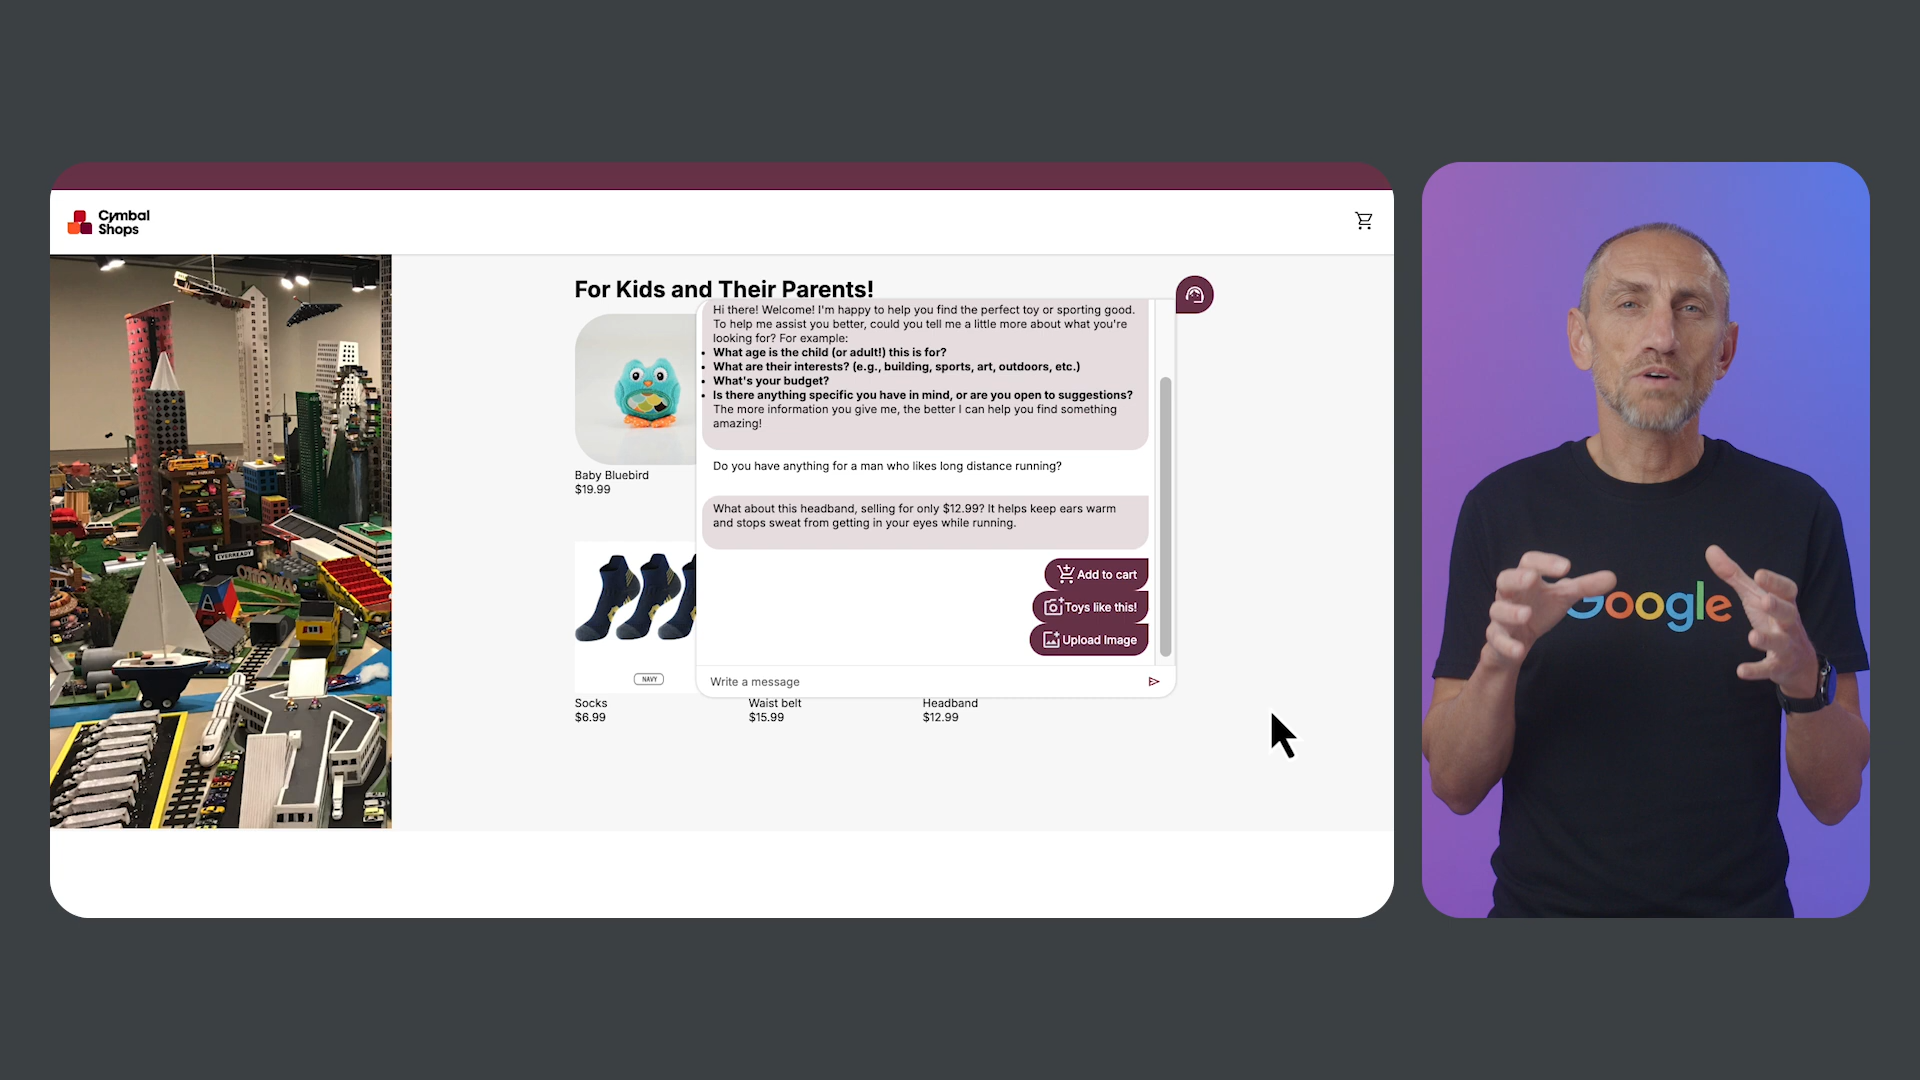 Cymbal
Shops
For Kids and Their Parents!
Hi there! Welcome! I'm happy to help you find the perfect toy or sporting good.
To help me assist you better, could you tell me a little more about what you're
looking for? For example:
What age is the child (or adult!) this is for?
What are their interests? (e.g., building, sports, art, outdoors, etc.)
What's your budget?
Is there anything specific you have in mind, or are you open to suggestions?
The more information you give me, the better I can help you find something
amazing!
Do you have anything for a man who likes long distance running?
What about this headband, selling for only $12.99? It helps keep ears warm
and stops sweat from getting in your eyes while running.
Add to cart
Toys like this!
Upload Image
Write a message
Baby Bluebird
$19.99
NAVY
Socks
$6.99
Waist belt
$15.99
Headband
$12.99
EVEREADY
Google